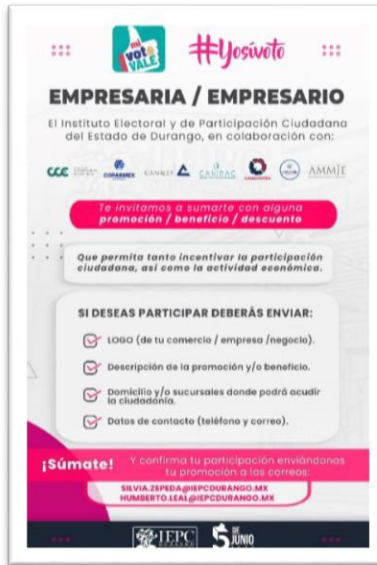 mi
voto
VALE
#Yosívoto
EMPRESARIA / EMPRESARIO
El Instituto Electoral y de Participación Ciudadana
del Estado de Durango, en colaboración con:
CCE
COPARMEX
CANIRAC
AMMJE
Te invitamos a sumarte con alguna
promoción / beneficio / descuento
Que permita tanto incentivar la participación
ciudadana, así como la actividad económica.
SI DESEAS PARTICIPAR DEBERÁS ENVIAR:
LOGO (de tu comercio / empresa /negocio).
Descripción de la promoción y/o beneficio.
Domicilio y/o sucursales donde podrá acudir
la ciudadanía.
Datos de contacto (teléfono y correo).
¡Súmate!
Y confirma tu participación enviándonos
tu promoción a los correos:
SILVIA.ZEPEDA@IEPCDURANGO.MX
HUMBERTO.LEAL@IEPCDURANGO.MX
IEPC
DURANGO
5 DE
JUNIO